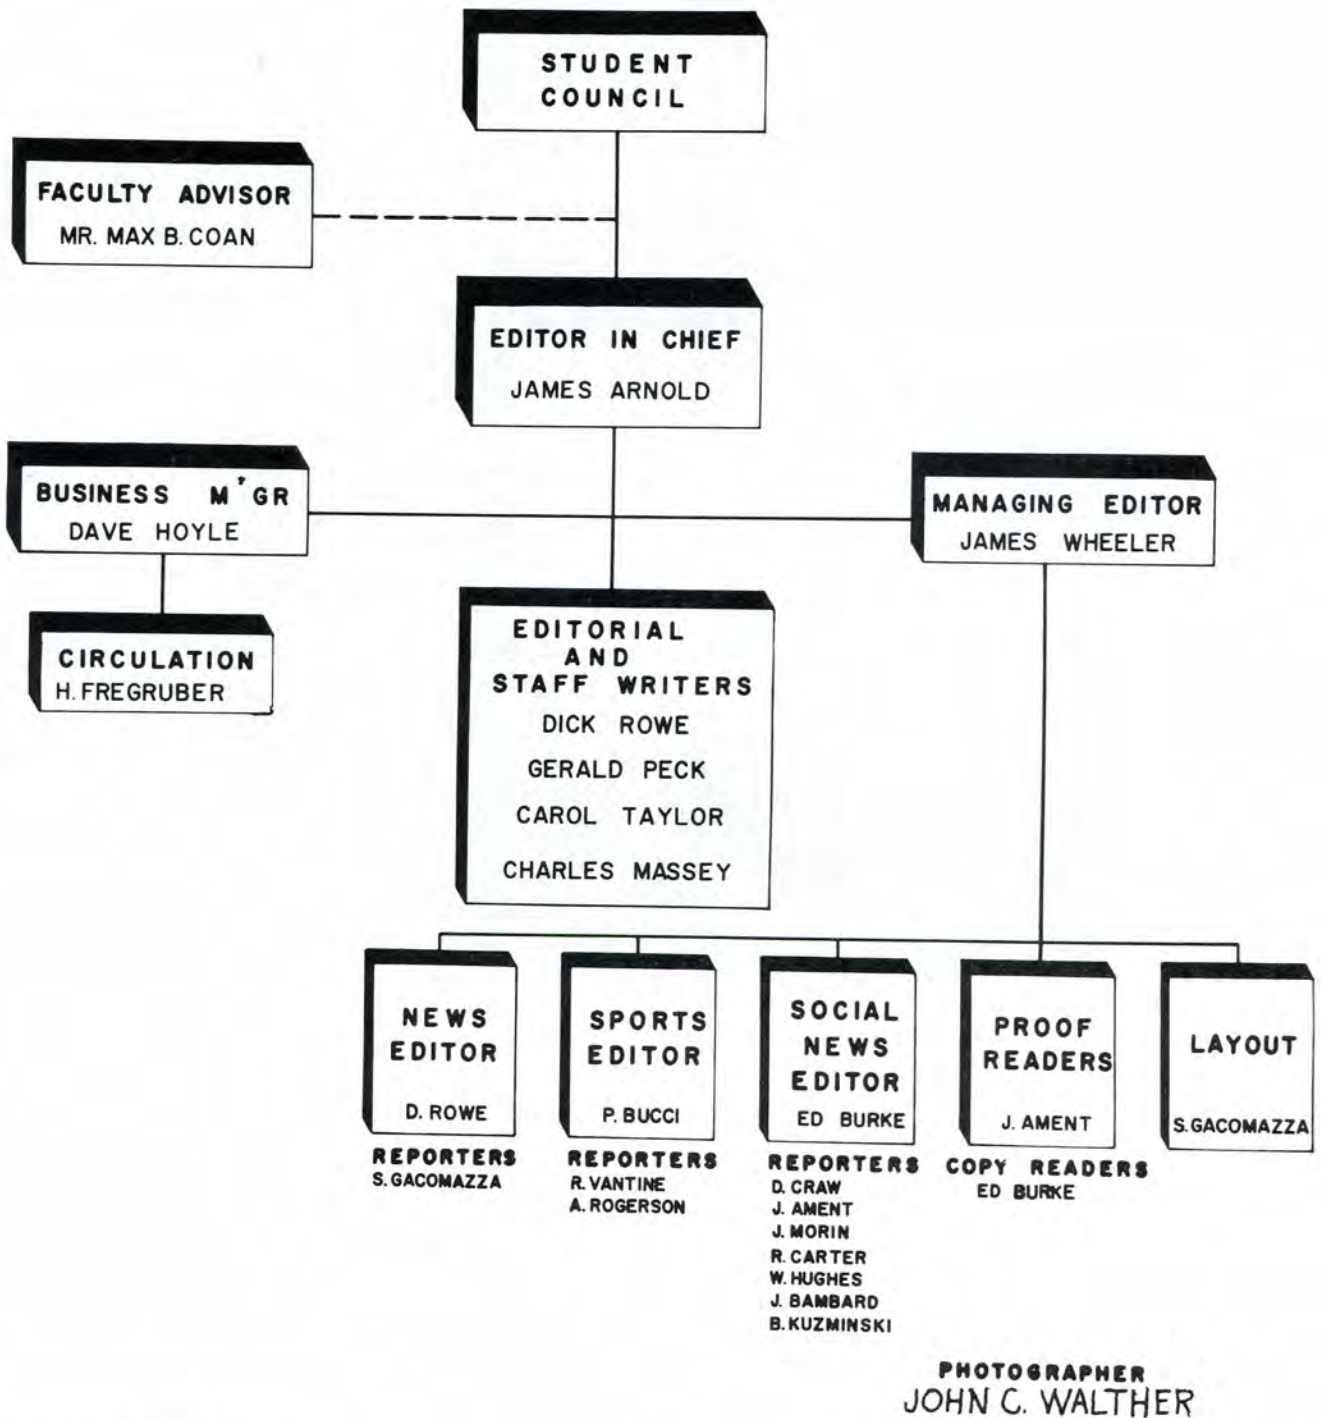 STUDENT
COUNCIL
FACULTY ADVISOR
MR. MAX B. COAN
EDITOR IN CHIEF
JAMES ARNOLD
BUSINESS M'GR
DAVE HOYLE
MANAGING EDITOR
JAMES WHEELER
CIRCULATION
H. FREGRUBER
EDITORIAL
AND
STAFF WRITERS
DICK ROWE
GERALD PECK
CAROL TAYLOR
CHARLES MASSEY
NEWS
EDITOR
D. ROWE
REPORTERS
S. GACOMAZZA
SPORTS
EDITOR
P. BUCCI
REPORTERS
R. VANTINE
A. ROGERSON
SOCIAL
NEWS
EDITOR
ED BURKE
REPORTERS
D. CRAW
J. AMENT
J. MORIN
R. CARTER
W. HUGHES
J. BAMBARD
B. KUZMINSKI
PROOF
READERS
J. AMENT
COPY READERS
ED BURKE
LAYOUT
S. GACOMAZZA
PHOTOGRAPHER
JOHN C. WALTHER